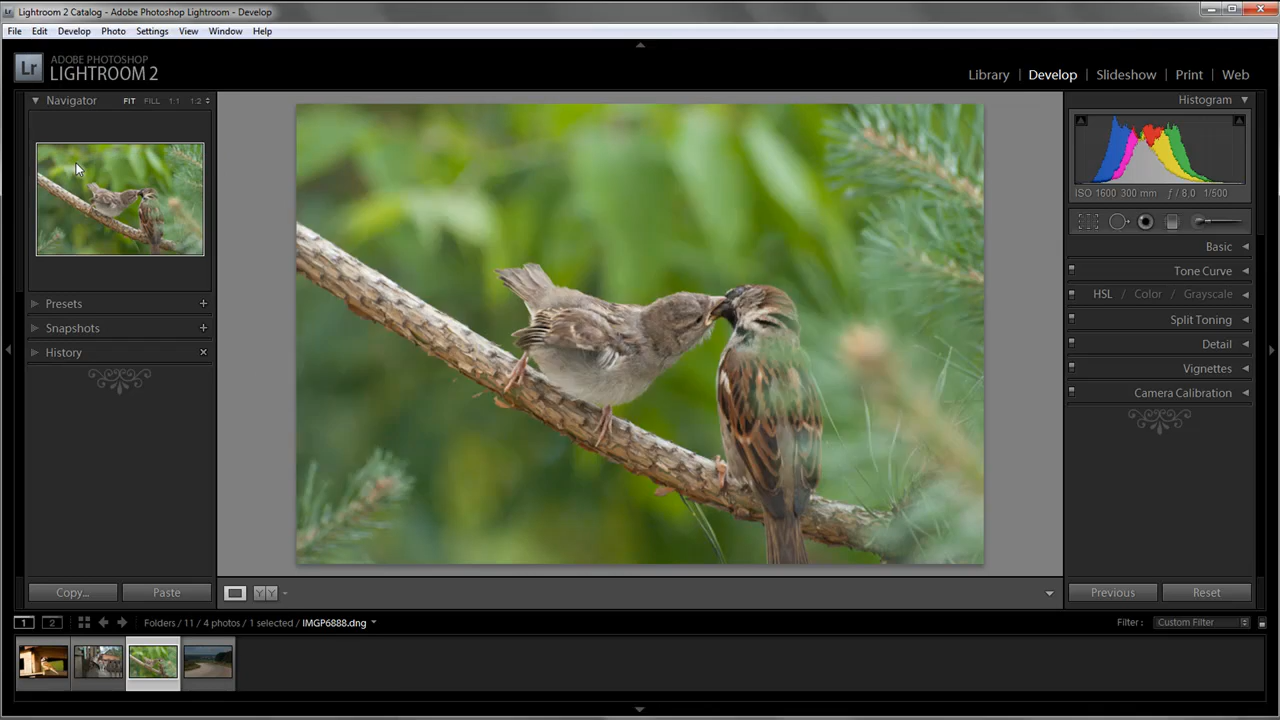 Lightroom 2 Catalog - Adobe Photoshop Lightroom - Develop
File Edit Develop Photo Settings View Window Help
Lr ADOBE PHOTOSHOP
LIGHTROOM 2
Library | Develop | Slideshow | Print | Web
Navigator FIT FILL 1:1 1:2
Histogram
ISO 1600 300 mm ƒ / 8,0 1/500
Basic
Tone Curve
HSL / Color / Grayscale
Split Toning
Detail
Vignettes
Camera Calibration
Presets +
Snapshots +
History ×
Copy... Paste
YY
Previous Reset
1 2 Folders / 11 / 4 photos / 1 selected / IMGP6888.dng
Filter : Custom Filter